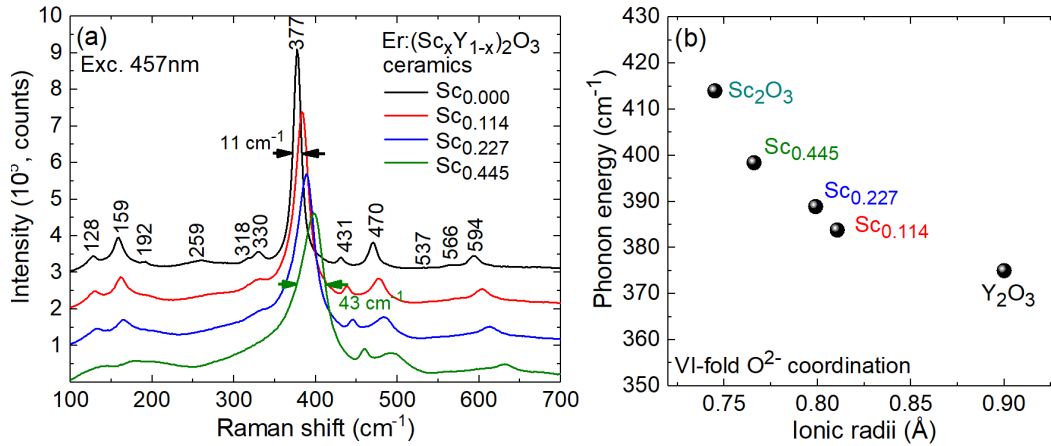 (a)
Exc. 457nm
Er:(ScₓY₁₋ₓ)₂O₃
ceramics
Sc₀.₀₀₀
Sc₀.₁₁₄
Sc₀.₂₂₇
Sc₀.₄₄₅
377
11 cm⁻¹
43 cm⁻¹
128
159
192
259
318
330
431
470
537
566
594
Intensity (10⁵, counts)
10
9
8
7
6
5
4
3
2
1
100 200 300 400 500 600 700
Raman shift (cm⁻¹)
(b)
Sc₂O₃
Sc₀.₄₄₅
Sc₀.₂₂₇
Sc₀.₁₁₄
Y₂O₃
VI-fold O²⁻ coordination
Phonon energy (cm⁻¹)
430
420
410
400
390
380
370
360
350
0.75 0.80 0.85 0.90
Ionic radii (Å)